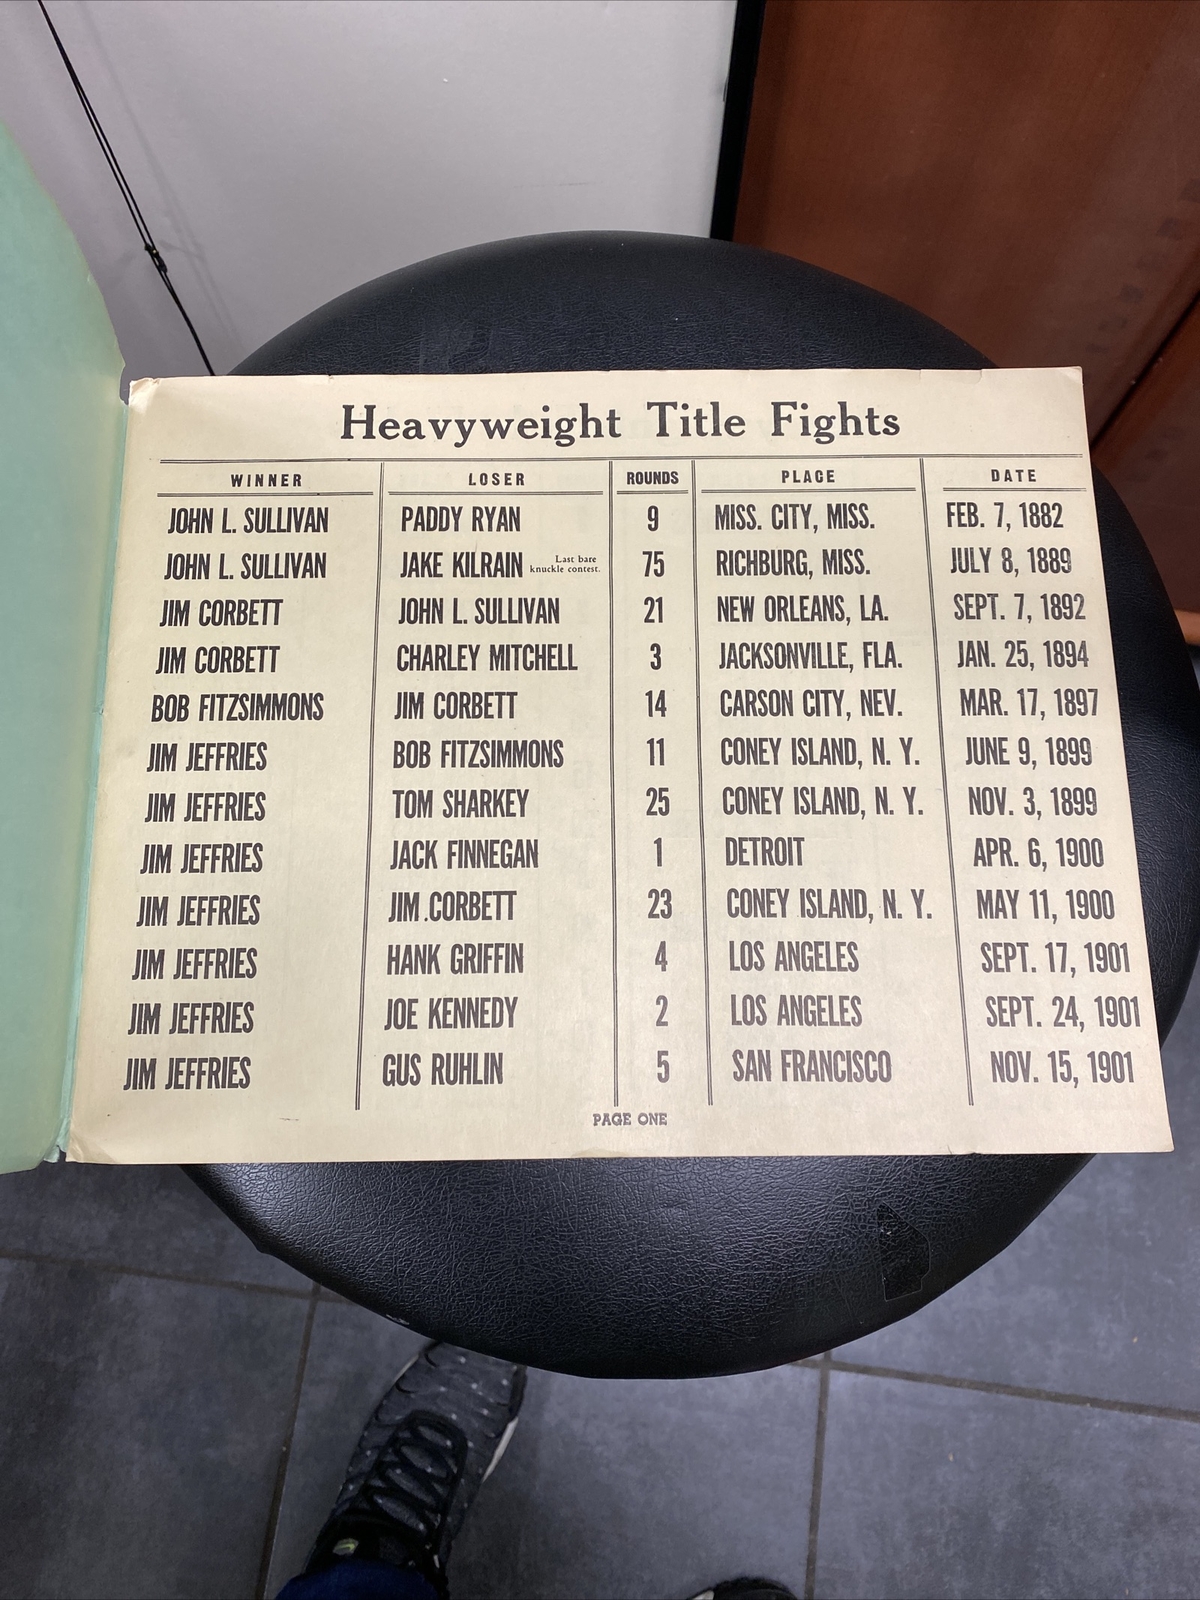 Heavyweight Title Fights
WINNER LOSER ROUNDS PLACE DATE
JOHN L. SULLIVAN PADDY RYAN 9 MISS. CITY, MISS. FEB. 7, 1882
JOHN L. SULLIVAN JAKE KILRAIN Last bare knuckle contest. 75 RICHBURG, MISS. JULY 8, 1889
JIM CORBETT JOHN L. SULLIVAN 21 NEW ORLEANS, LA. SEPT. 7, 1892
JIM CORBETT CHARLEY MITCHELL 3 JACKSONVILLE, FLA. JAN. 25, 1894
BOB FITZSIMMONS JIM CORBETT 14 CARSON CITY, NEV. MAR. 17, 1897
JIM JEFFRIES BOB FITZSIMMONS 11 CONEY ISLAND, N. Y. JUNE 9, 1899
JIM JEFFRIES TOM SHARKEY 25 CONEY ISLAND, N. Y. NOV. 3, 1899
JIM JEFFRIES JACK FINNEGAN 1 DETROIT APR. 6, 1900
JIM JEFFRIES JIM.CORBETT 23 CONEY ISLAND, N. Y. MAY 11, 1900
JIM JEFFRIES HANK GRIFFIN 4 LOS ANGELES SEPT. 17, 1901
JIM JEFFRIES JOE KENNEDY 2 LOS ANGELES SEPT. 24, 1901
JIM JEFFRIES GUS RUHLIN 5 SAN FRANCISCO NOV. 15, 1901
PAGE ONE